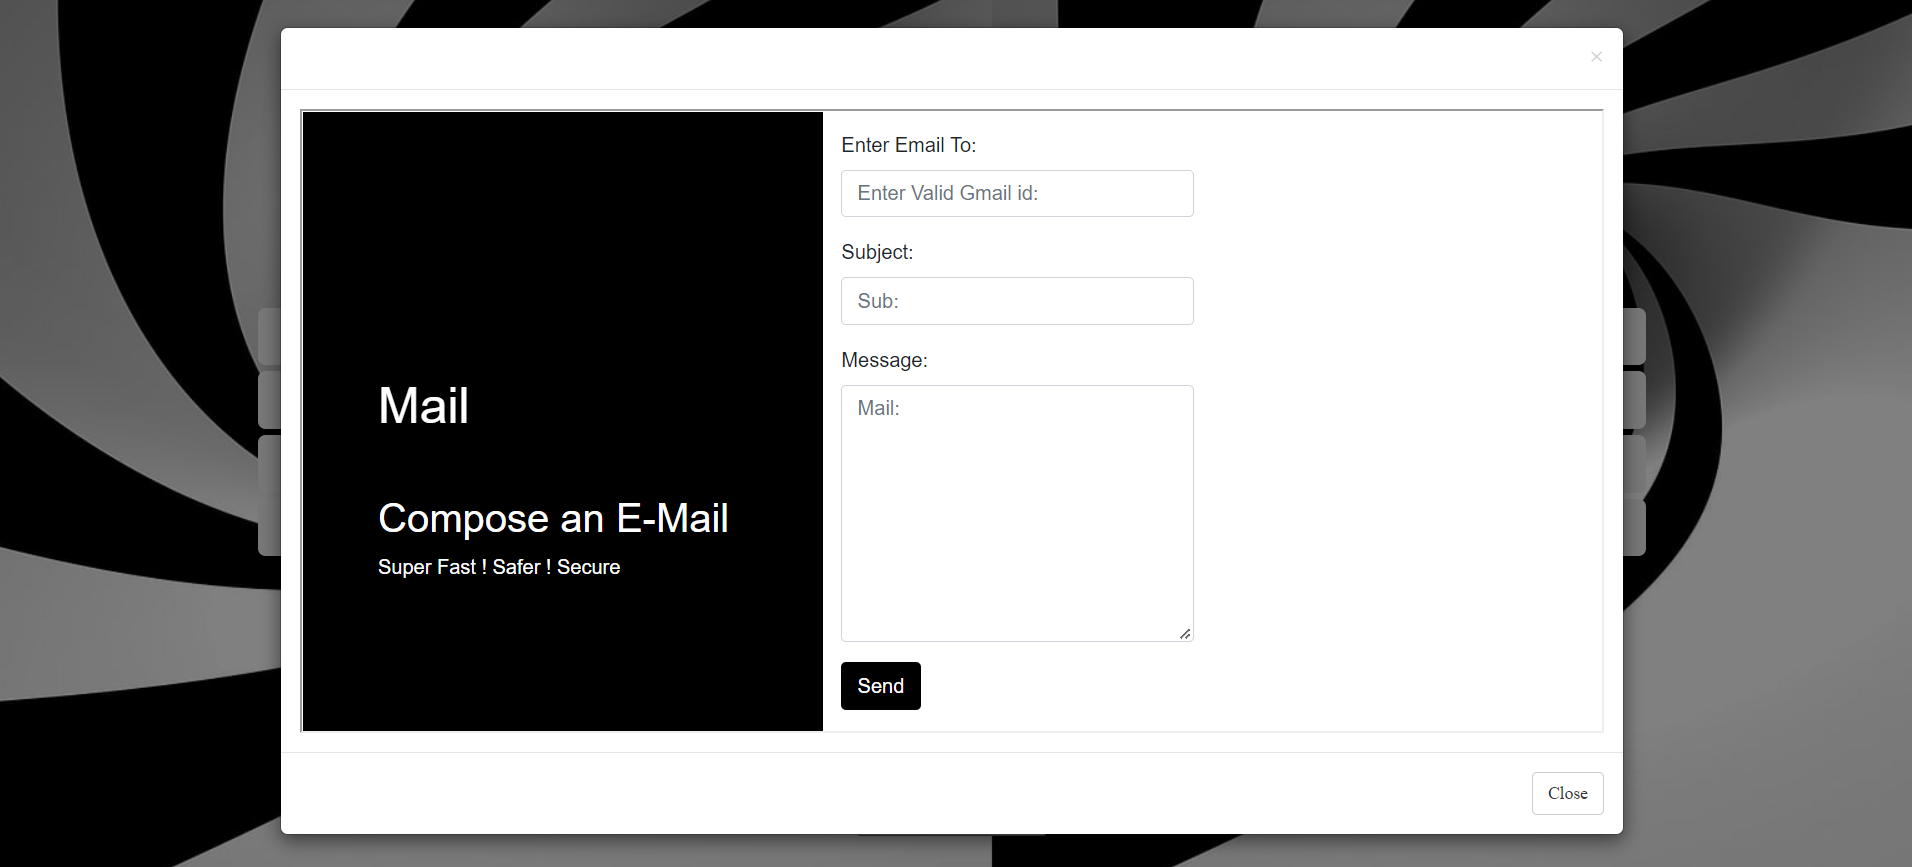 ×
Mail
Compose an E-Mail
Super Fast ! Safer ! Secure
Enter Email To:
Enter Valid Gmail id:
Subject:
Sub:
Message:
Mail:
Send
Close